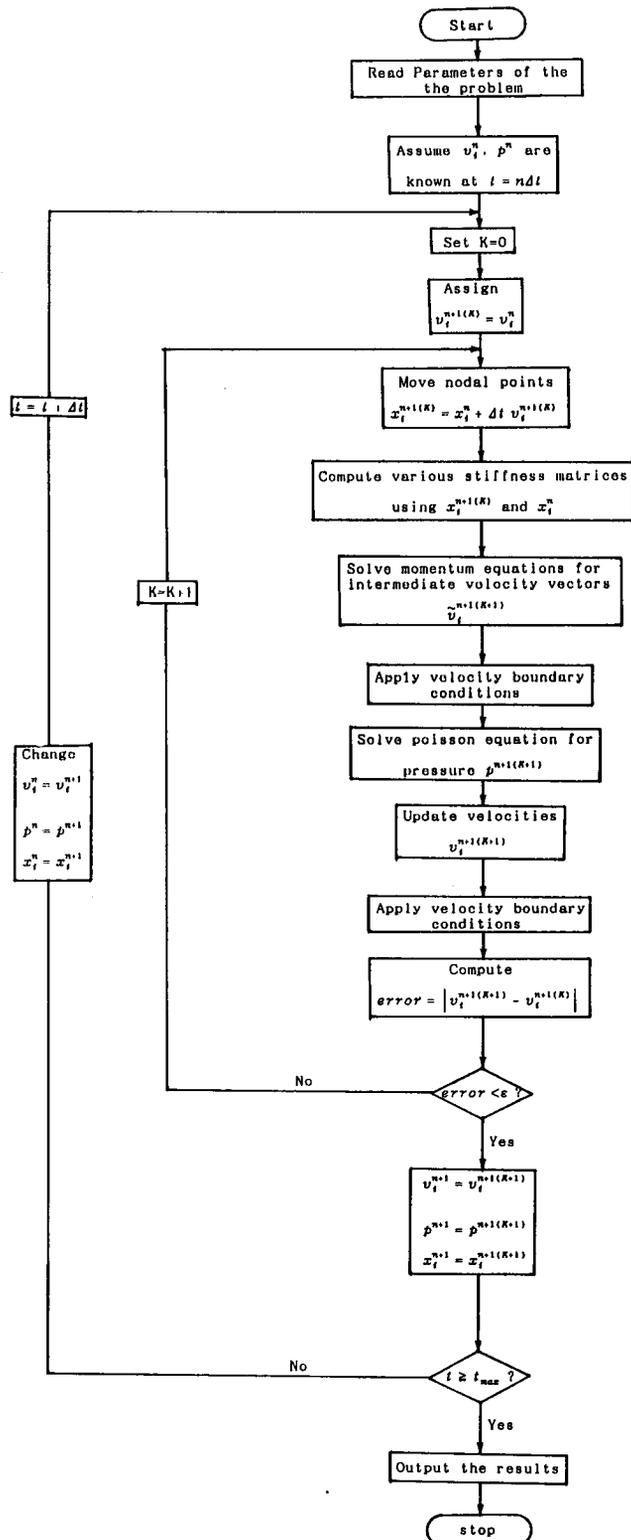 Start
Read Parameters of the
the problem
Assume v_i^n, p^n are
known at t = nΔt
Set K=0
Assign
v_i^{n+1(K)} = v_i^n
Move nodal points
x_i^{n+1(K)} = x_i^n + Δt v_i^{n+1(K)}
Compute various stiffness matrices
using x_i^{n+1(K)} and x_i^n
Solve momentum equations for
intermediate velocity vectors
ṽ_i^{n+1(K+1)}
Apply velocity boundary
conditions
Solve poisson equation for
pressure p^{n+1(K+1)}
Update velocities
v_i^{n+1(K+1)}
Apply velocity boundary
conditions
Compute
error = |v_i^{n+1(K+1)} - v_i^{n+1(K)}|
error < ε ?
No
K=K+1
Yes
v_i^{n+1} = v_i^{n+1(K+1)}
p^{n+1} = p^{n+1(K+1)}
x_i^{n+1} = x_i^{n+1(K+1)}
t ≥ t_max ?
No
Change
v_i^n = v_i^{n+1}
p^n = p^{n+1}
x_i^n = x_i^{n+1}
t = t + Δt
Yes
Output the results
stop